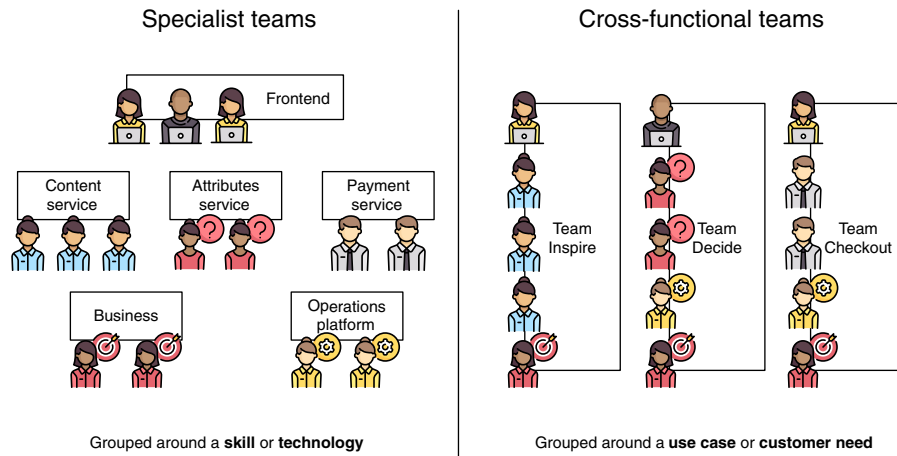 Specialist teams
Frontend
Content
service
Attributes
service
Payment
service
?
?
Business
Operations
platform
Grouped around a skill or technology
Cross-functional teams
?
?
Team
Inspire
Team
Decide
Team
Checkout
Grouped around a use case or customer need